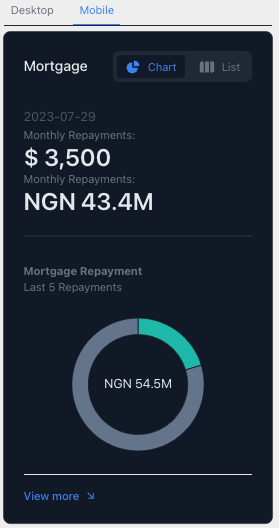 Desktop Mobile
Mortgage Chart List
2023-07-29
Monthly Repayments:
$ 3,500
Monthly Repayments:
NGN 43.4M
Mortgage Repayment
Last 5 Repayments
NGN 54.5M
View more